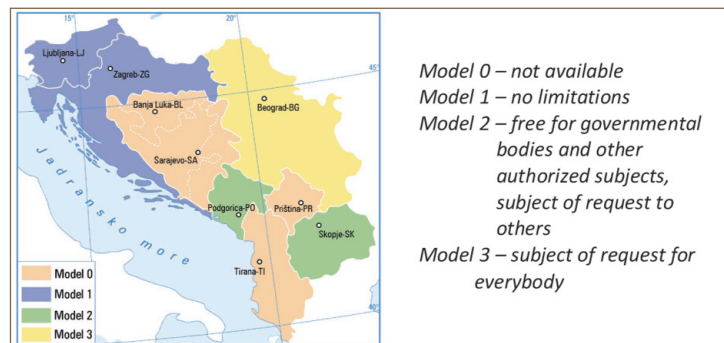 15°
20°
Ljubljana-LJ
Zagreb-ZG
45°
Banja Luka-BL
Beograd-BG
Sarajevo-SA
Jadransko more
Podgorica-PO
Priština-PR
Skopje-SK
Tirana-TI
40°
Model 0
Model 1
Model 2
Model 3
Model 0 – not available
Model 1 – no limitations
Model 2 – free for governmental
bodies and other
authorized subjects,
subject of request to
others
Model 3 – subject of request for
everybody